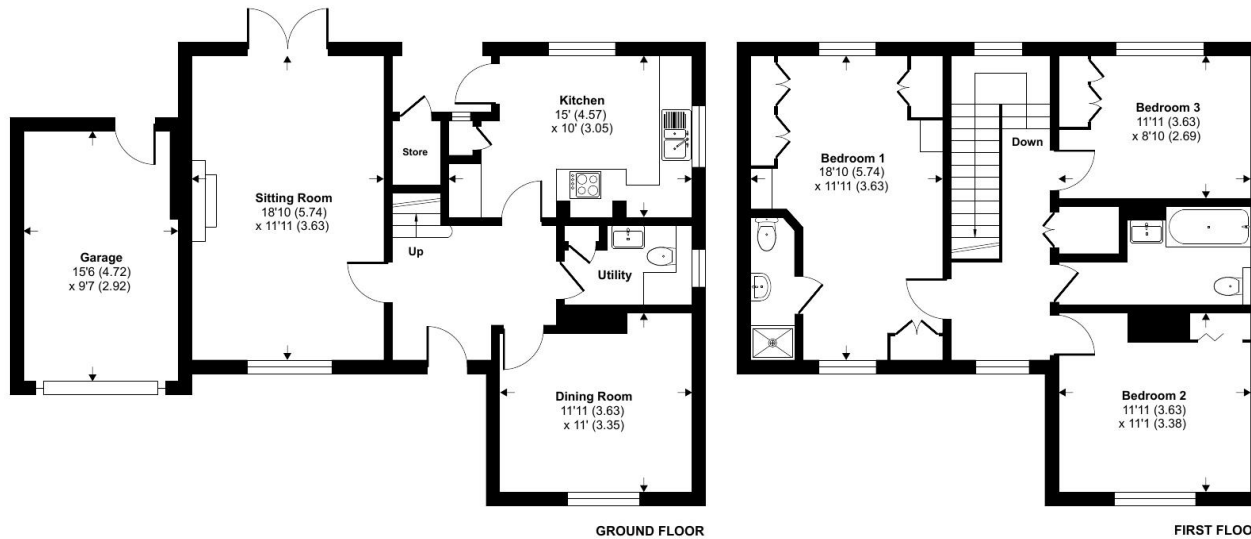 Garage
15'6 (4.72)
x 9'7 (2.92)
Sitting Room
18'10 (5.74)
x 11'11 (3.63)
Store
Up
Kitchen
15' (4.57)
x 10' (3.05)
Utility
Dining Room
11'11 (3.63)
x 11' (3.35)
GROUND FLOOR
Bedroom 1
18'10 (5.74)
x 11'11 (3.63)
Down
Bedroom 3
11'11 (3.63)
x 8'10 (2.69)
Bedroom 2
11'11 (3.63)
x 11'1 (3.38)
FIRST FLOO